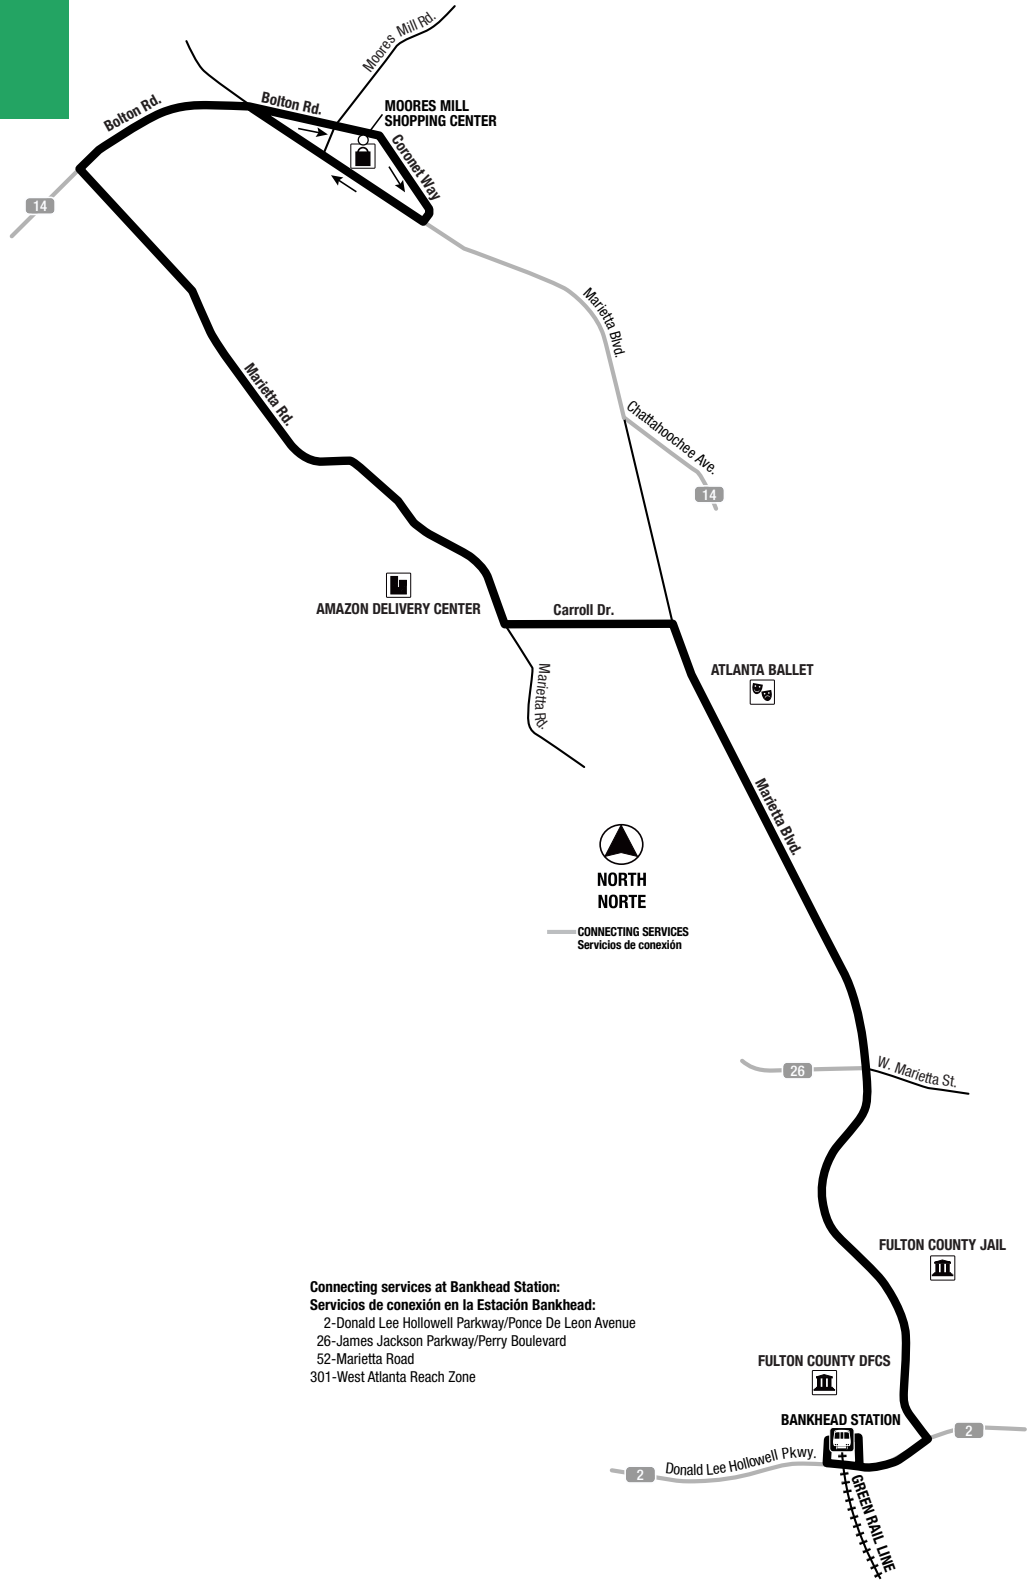 Moores Mill Rd.
Bolton Rd.
Bolton Rd.
MOORES MILL
SHOPPING CENTER
Coronet Way
14
Marietta Blvd.
Marietta Rd.
Chattahoochee Ave.
14
AMAZON DELIVERY CENTER
Carroll Dr.
Marietta Rd.
ATLANTA BALLET
Marietta Blvd.
NORTH
NORTE
CONNECTING SERVICES
Servicios de conexión
26
W. Marietta St.
FULTON COUNTY JAIL
Connecting services at Bankhead Station:
Servicios de conexión en la Estación Bankhead:
2-Donald Lee Hollowell Parkway/Ponce De Leon Avenue
26-James Jackson Parkway/Perry Boulevard
52-Marietta Road
301-West Atlanta Reach Zone
FULTON COUNTY DFCS
BANKHEAD STATION
2
Donald Lee Hollowell Pkwy.
2
GREEN RAIL LINE